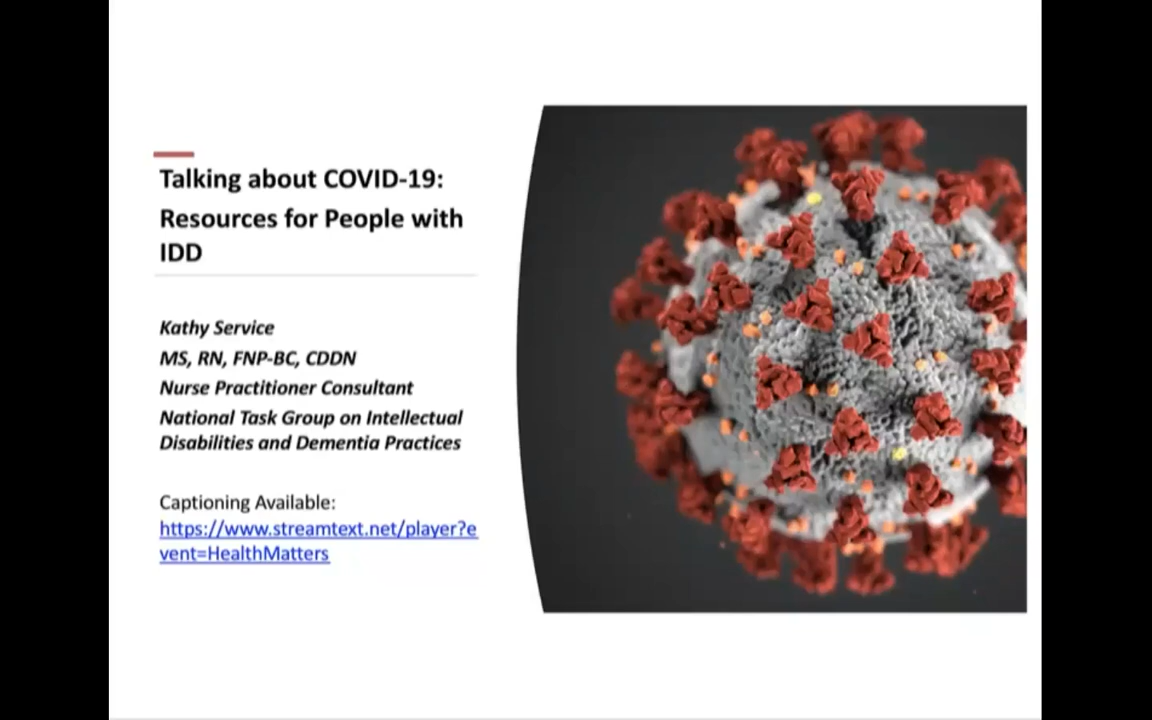 Talking about COVID-19:
Resources for People with
IDD
Kathy Service
MS, RN, FNP-BC, CDDN
Nurse Practitioner Consultant
National Task Group on Intellectual
Disabilities and Dementia Practices
Captioning Available:
https://www.streamtext.net/player?e
vent=HealthMatters